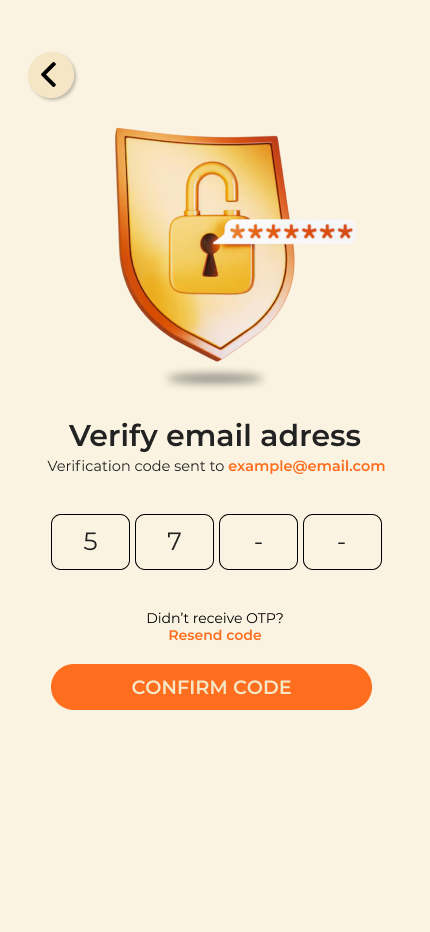 *******
Verify email adress
Verification code sent to example@email.com
5 7 - -
Didn't receive OTP?
Resend code
CONFIRM CODE